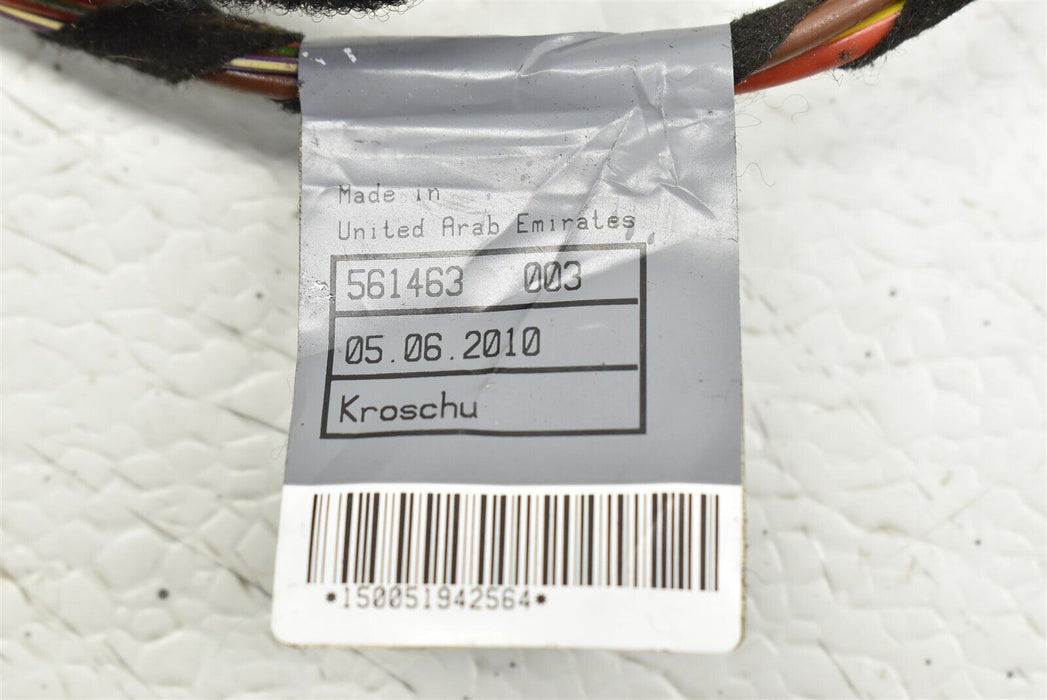 Made in
United Arab Emirates
561463 003
05.06.2010
Kroschu
*150051942564*